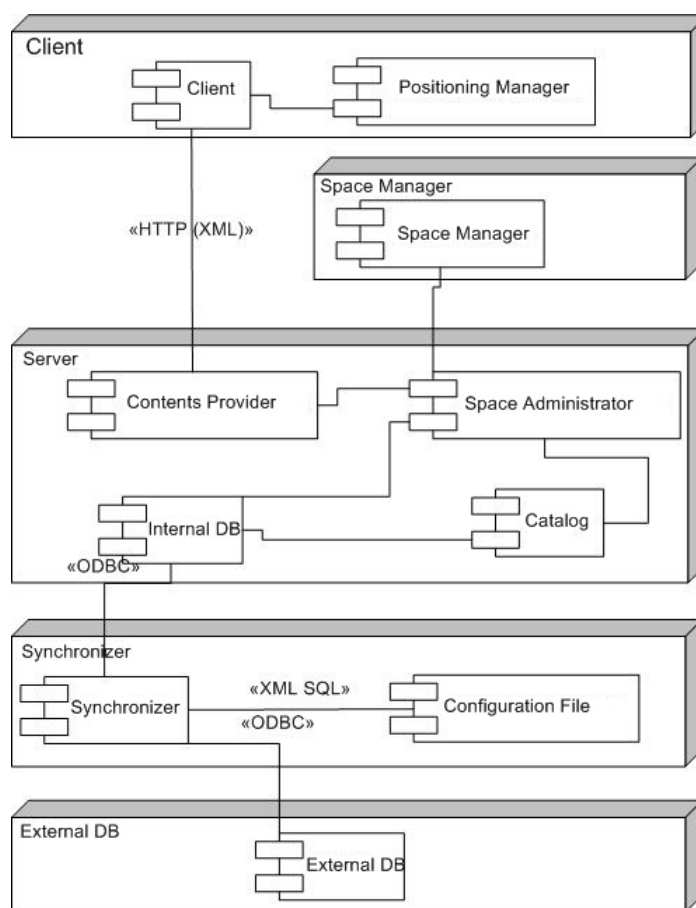 Client
Client
Positioning Manager
Space Manager
Space Manager
«HTTP (XML)»
Server
Contents Provider
Space Administrator
Internal DB
Catalog
«ODBC»
Synchronizer
Synchronizer
«XML SQL»
Configuration File
«ODBC»
External DB
External DB